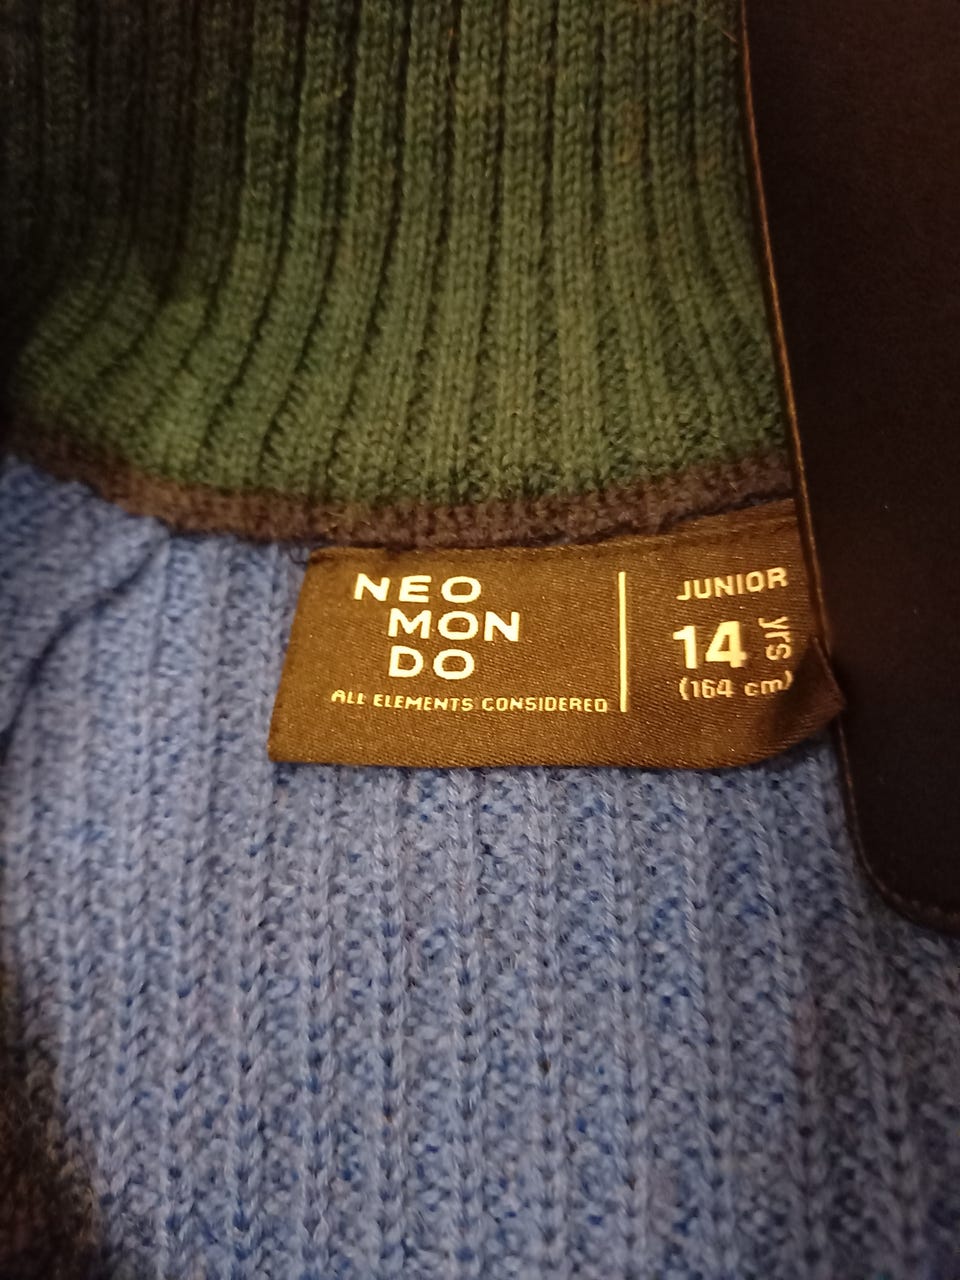 NEO
MON
DO
ALL ELEMENTS CONSIDERED
JUNIOR
14 yrs
(164 cm)